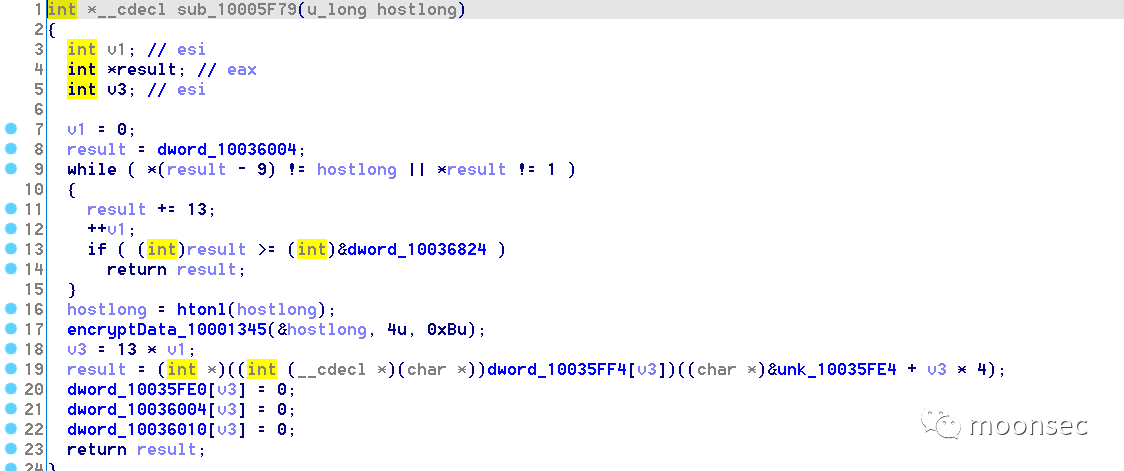 1 int *__cdecl sub_10005F79(u_long hostlong)
2 {
3 int v1; // esi
4 int *result; // eax
5 int v3; // esi
6
7 v1 = 0;
8 result = dword_10036004;
9 while ( *(result - 9) != hostlong || *result != 1 )
10 {
11 result += 13;
12 ++v1;
13 if ( (int)result >= (int)&dword_10036824 )
14 return result;
15 }
16 hostlong = htonl(hostlong);
17 encryptData_10001345(&hostlong, 4u, 0xBu);
18 v3 = 13 * v1;
19 result = (int *)((int (__cdecl *)(char *))dword_10035FF4[v3])((char *)&unk_10035FE4 + v3 * 4);
20 dword_10035FE0[v3] = 0;
21 dword_10036004[v3] = 0;
22 dword_10036010[v3] = 0;
23 return result;
24 }
moonsec